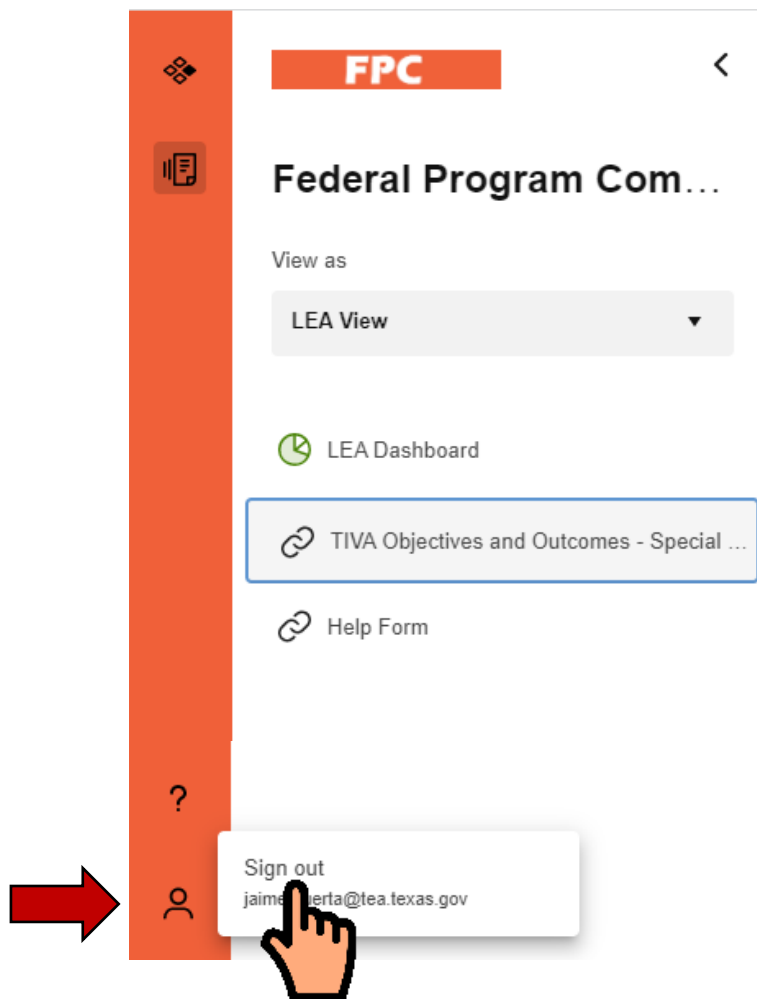 FPC
Federal Program Com...
View as
LEA View
LEA Dashboard
TIVA Objectives and Outcomes - Special ...
Help Form
?
Sign out